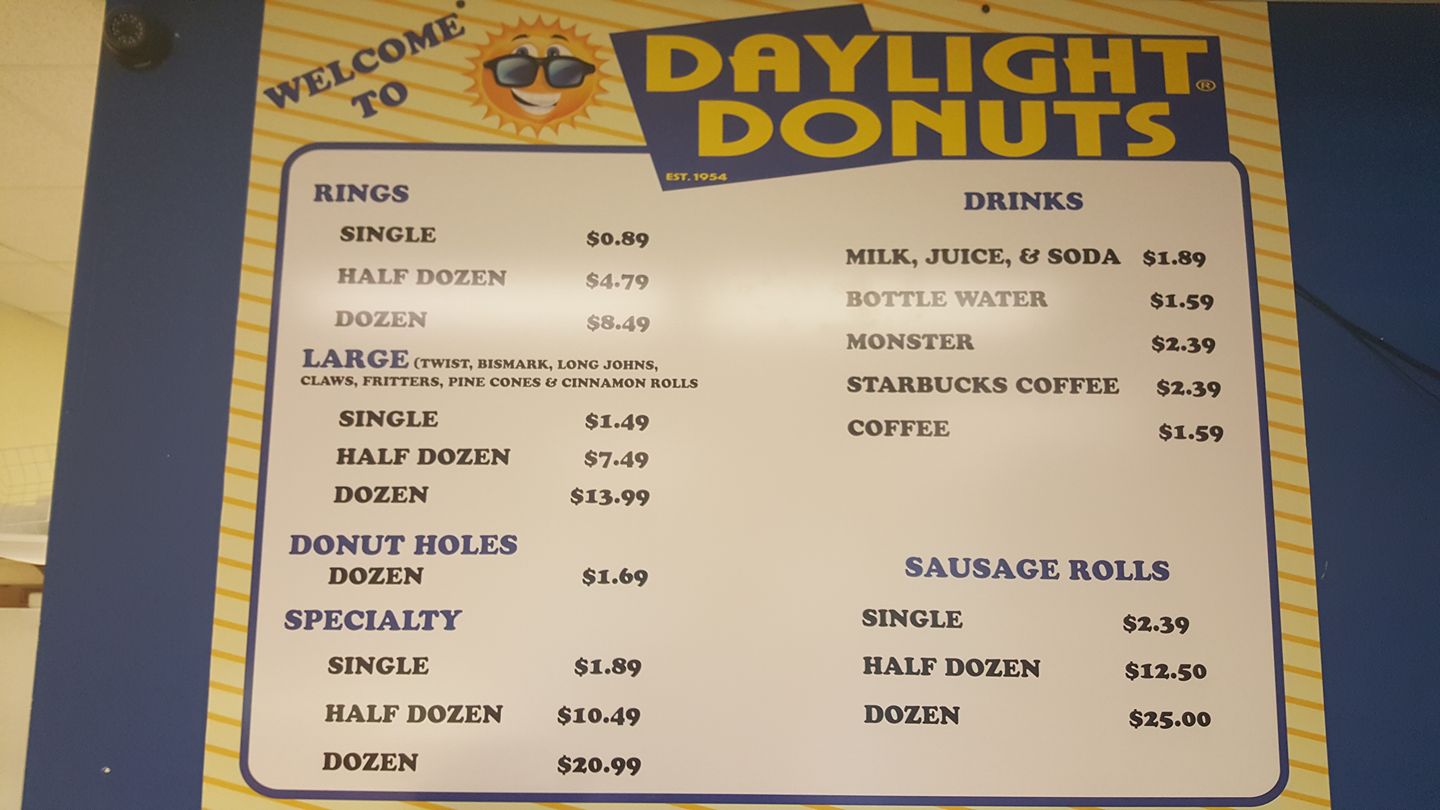 WELCOME
TO
DAYLIGHT®
DONUTS
EST. 1954
RINGS
SINGLE $0.89
HALF DOZEN $4.79
DOZEN $8.49
LARGE (TWIST, BISMARK, LONG JOHNS,
CLAWS, FRITTERS, PINE CONES & CINNAMON ROLLS
SINGLE $1.49
HALF DOZEN $7.49
DOZEN $13.99
DONUT HOLES
DOZEN $1.69
SPECIALTY
SINGLE $1.89
HALF DOZEN $10.49
DOZEN $20.99
DRINKS
MILK, JUICE, & SODA $1.89
BOTTLE WATER $1.59
MONSTER $2.39
STARBUCKS COFFEE $2.39
COFFEE $1.59
SAUSAGE ROLLS
SINGLE $2.39
HALF DOZEN $12.50
DOZEN $25.00